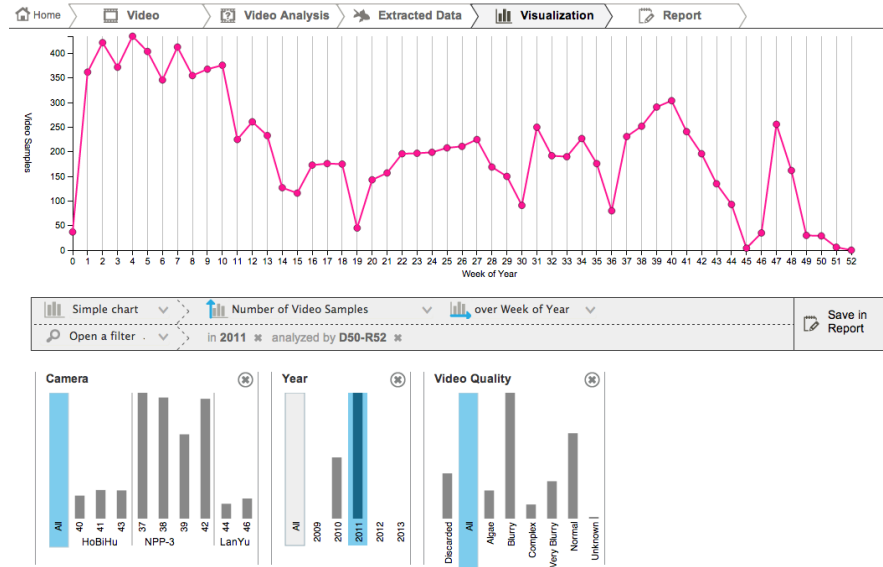 Home Video Video Analysis Extracted Data Visualization Report
400
350
300
250
200
150
100
50
0
Video Samples
0 1 2 3 4 5 6 7 8 9 10 11 12 13 14 15 16 17 18 19 20 21 22 23 24 25 26 27 28 29 30 31 32 33 34 35 36 37 38 39 40 41 42 43 44 45 46 47 48 49 50 51 52
Week of Year
Simple chart Number of Video Samples over Week of Year
Save in
Report
Open a filter . in 2011 analyzed by D50-R52
Camera
All 40 41 43 37 38 39 42 44 46
HoBiHu NPP-3 LanYu
Year
All 2009 2010 2011 2012 2013
Video Quality
Discarded All Algae Blurry Complex Very Blurry Normal Unknown